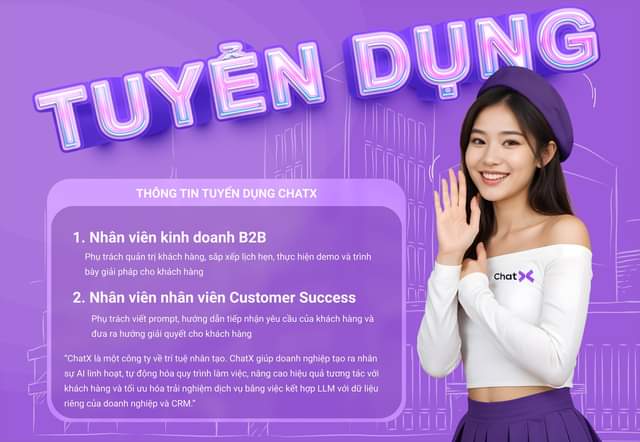 TUYỂN DỤNG
THÔNG TIN TUYỂN DỤNG CHATX
1. Nhân viên kinh doanh B2B
Phụ trách quản trị khách hàng, sắp xếp lịch hẹn, thực hiện demo và trình
bày giải pháp cho khách hàng
2. Nhân viên nhân viên Customer Success
Phụ trách viết prompt, hướng dẫn tiếp nhận yêu cầu của khách hàng và
đưa ra hướng giải quyết cho khách hàng
"ChatX là một công ty về trí tuệ nhân tạo. ChatX giúp doanh nghiệp tạo ra nhân
sự AI linh hoạt, tự động hóa quy trình làm việc, nâng cao hiệu quả tương tác với
khách hàng và tối ưu hóa trải nghiệm dịch vụ bằng việc kết hợp LLM với dữ liệu
riêng của doanh nghiệp và CRM."
ChatX